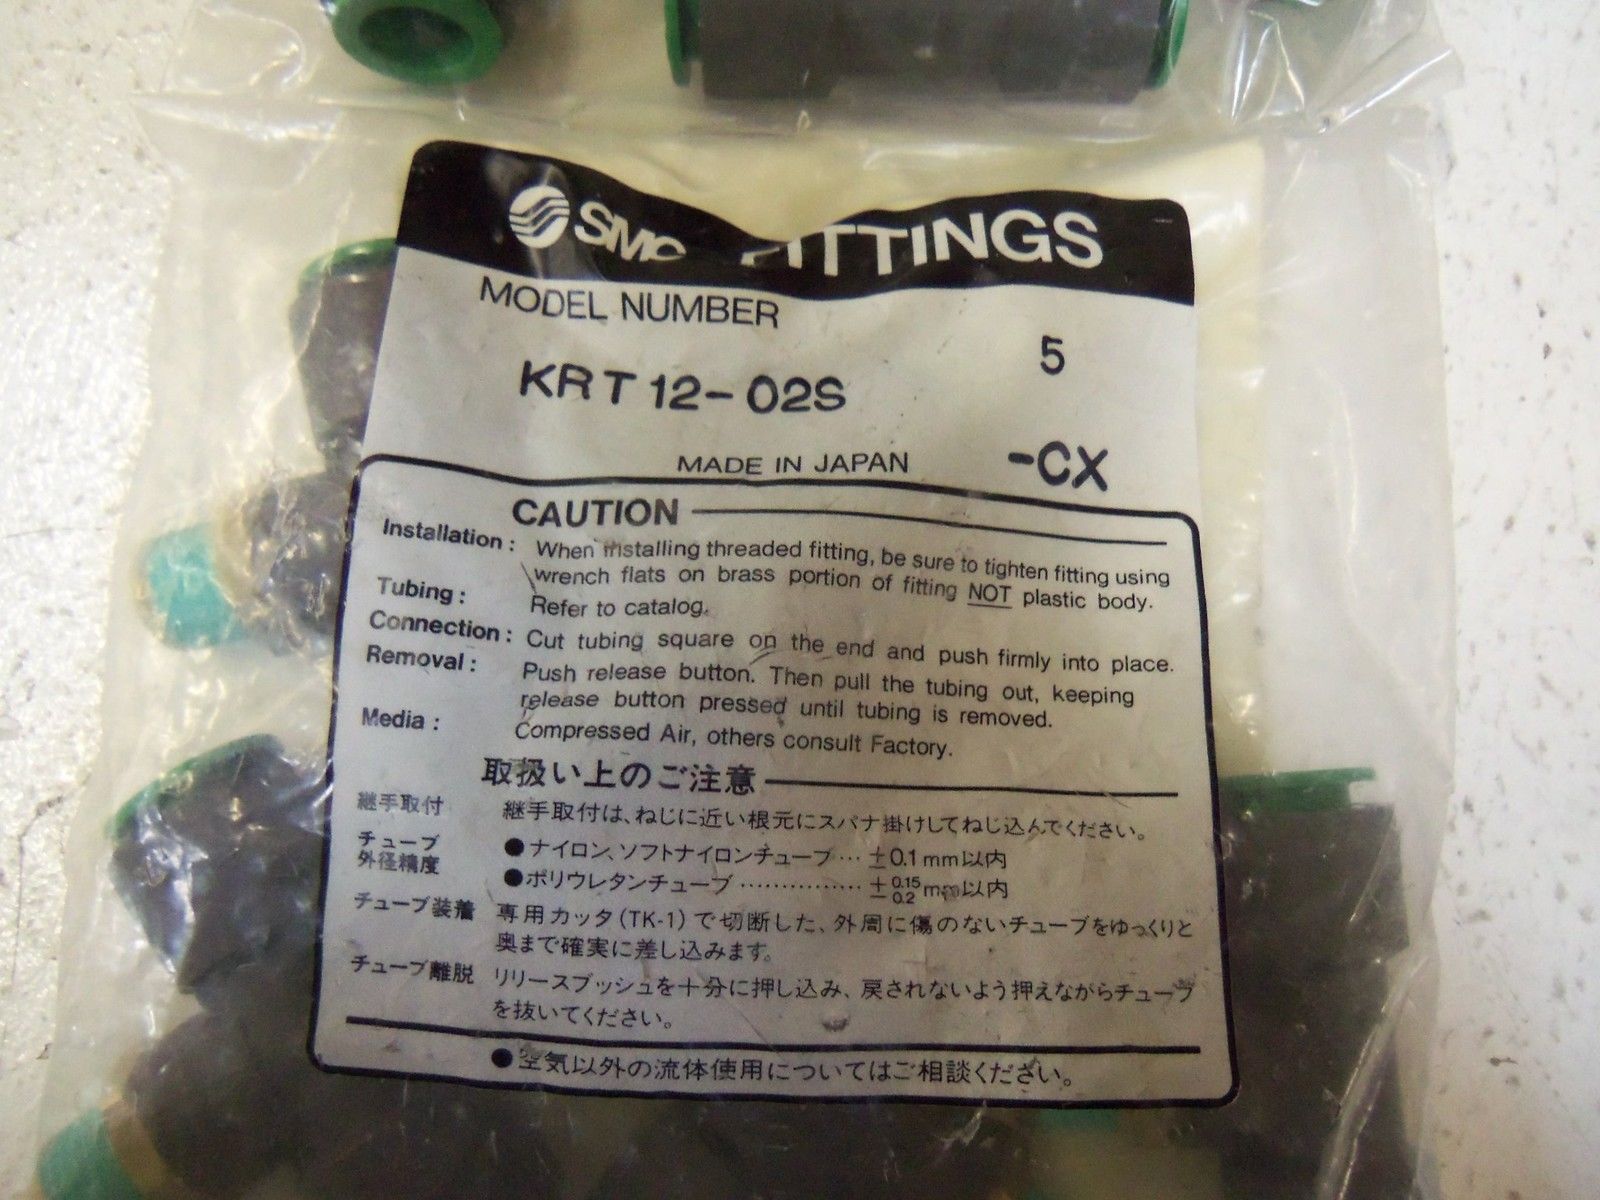 SMC FITTINGS
MODEL NUMBER
5
KRT12-02S
MADE IN JAPAN
-CX
CAUTION
Installation : When installing threaded fitting, be sure to tighten fitting using
wrench flats on brass portion of fitting NOT plastic body.
Tubing : Refer to catalog.
Connection : Cut tubing square on the end and push firmly into place.
Removal : Push release button. Then pull the tubing out, keeping
release button pressed until tubing is removed.
Media : Compressed Air, others consult Factory.
取扱い上のご注意
継手取付 継手取付は、ねじに近い根元にスパナ掛けしてねじ込んでください。
チューブ
外径精度
●ナイロン、ソフトナイロンチューブ… ±0.1mm以内
●ポリウレタンチューブ …………… ± 0.15 0.2 mm以内
チューブ装着 専用カッタ(TK-1)で切断した、外周に傷のないチューブをゆっくりと
奥まで確実に差し込みます。
チューブ離脱 リリースブッシュを十分に押し込み、戻されないよう押えながらチューブ
を抜いてください。
●空気以外の流体使用についてはご相談ください。